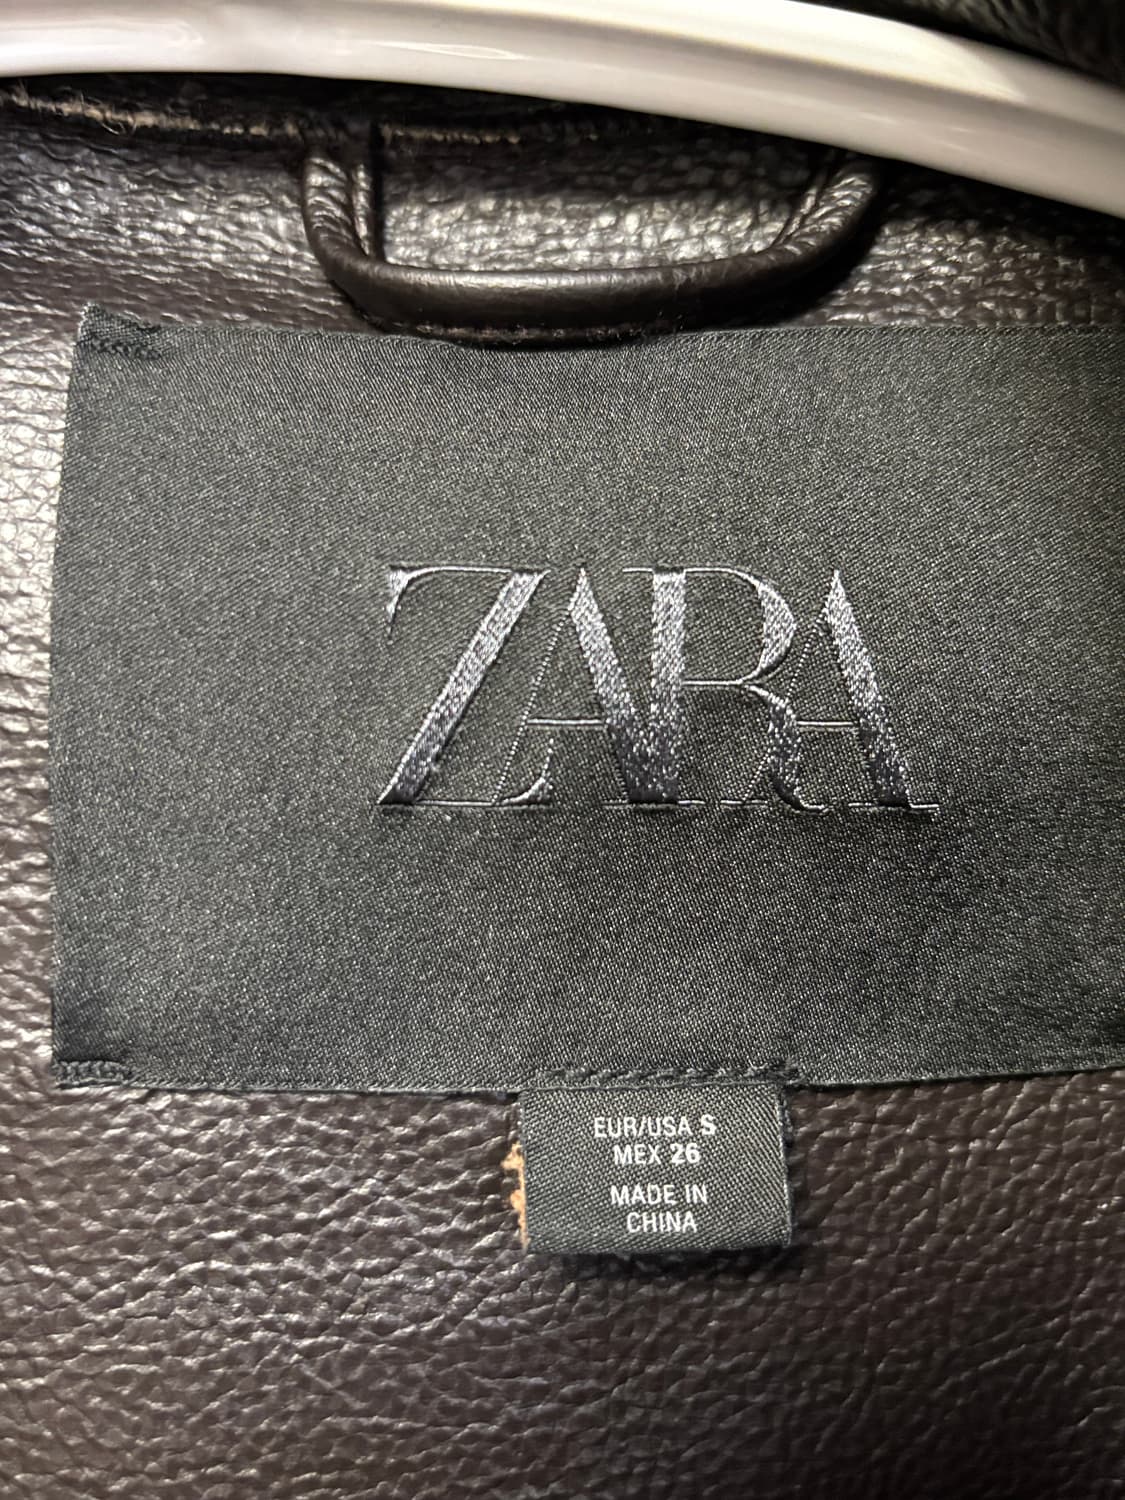 ZARA
EUR/USA S
MEX 26
MADE IN
CHINA